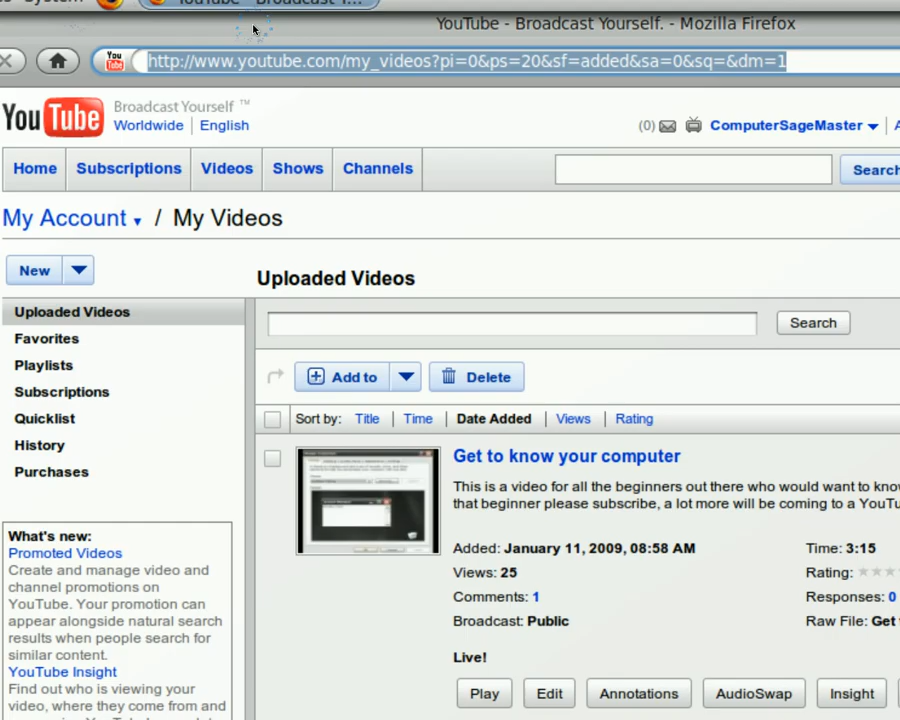 System
YouTube - Broadcast Y...
YouTube - Broadcast Yourself. - Mozilla Firefox
You Tube
http://www.youtube.com/my_videos?pi=0&ps=20&sf=added&sa=0&sq=&dm=1
YouTube
Broadcast Yourself ™
Worldwide | English
(0) ComputerSageMaster
Home Subscriptions Videos Shows Channels Search
My Account / My Videos
New
Uploaded Videos
Uploaded Videos
Favorites
Playlists
Subscriptions
Quicklist
History
Purchases
Search
Add to Delete
Sort by: Title | Time | Date Added | Views | Rating
Get to know your computer
This is a video for all the beginners out there who would want to
that beginner please subscribe, a lot more will be coming to a
Added: January 11, 2009, 08:58 AM Time: 3:15
Views: 25 Rating:
Comments: 1 Responses: 0
Broadcast: Public Raw File: Get
Live!
Play Edit Annotations AudioSwap Insight
What's new:
Promoted Videos
Create and manage video and
channel promotions on
YouTube. Your promotion can
appear alongside natural search
results when people search for
similar content.
YouTube Insight
Find out who is viewing your
video, where they come from and